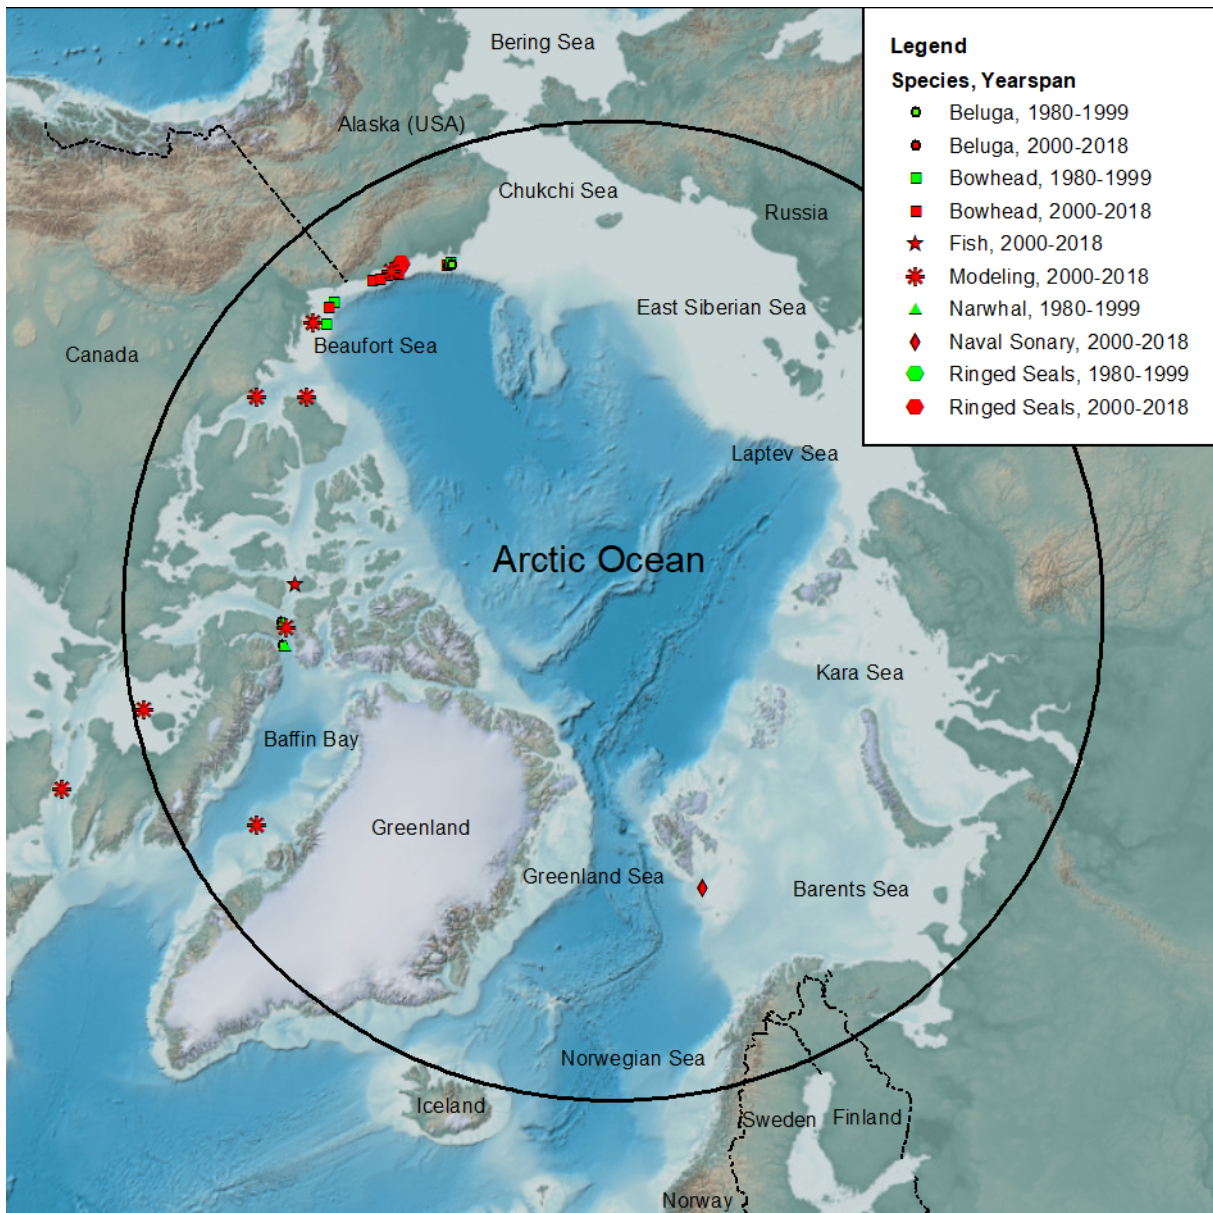 Bering Sea
Alaska (USA)
Chukchi Sea
Russia
East Siberian Sea
Canada
Beaufort Sea
Laptev Sea
Arctic Ocean
Kara Sea
Baffin Bay
Greenland
Greenland Sea
Barents Sea
Norwegian Sea
Iceland
Sweden
Finland
Norway
Legend
Species, Yearspan
Beluga, 1980-1999
Beluga, 2000-2018
Bowhead, 1980-1999
Bowhead, 2000-2018
Fish, 2000-2018
Modeling, 2000-2018
Narwhal, 1980-1999
Naval Sonary, 2000-2018
Ringed Seals, 1980-1999
Ringed Seals, 2000-2018